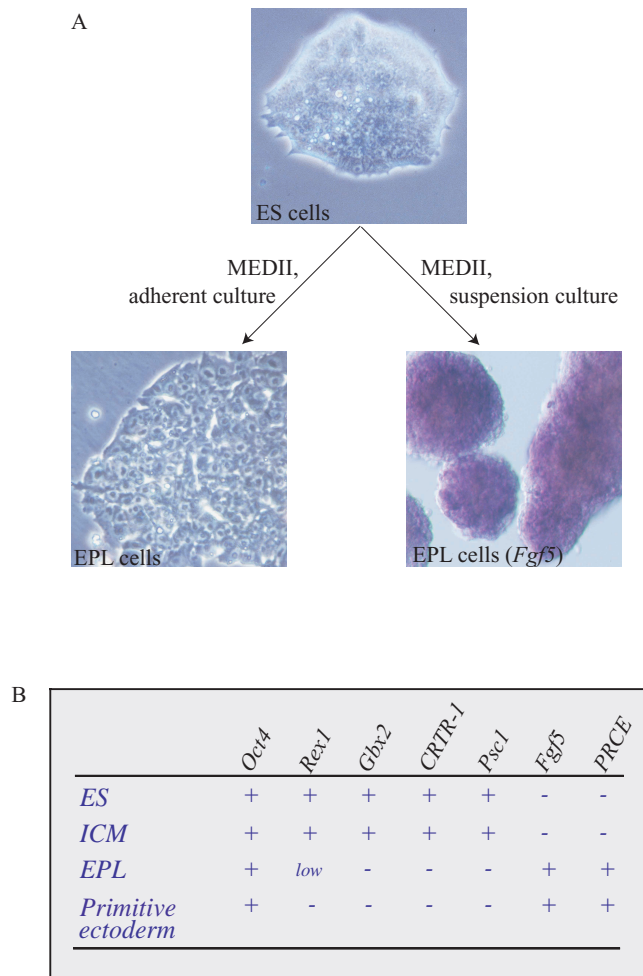 A
ES cells
MEDII,
adherent culture
MEDII,
suspension culture
EPL cells
EPL cells (Fgf5)
B
Oct4 Rex1 Gbx2 CRTR-1 Psc1 Fgf5 PRCE
ES + + + + + - -
ICM + + + + + - -
EPL + low - - - + +
Primitive
ectoderm + - - - - + +